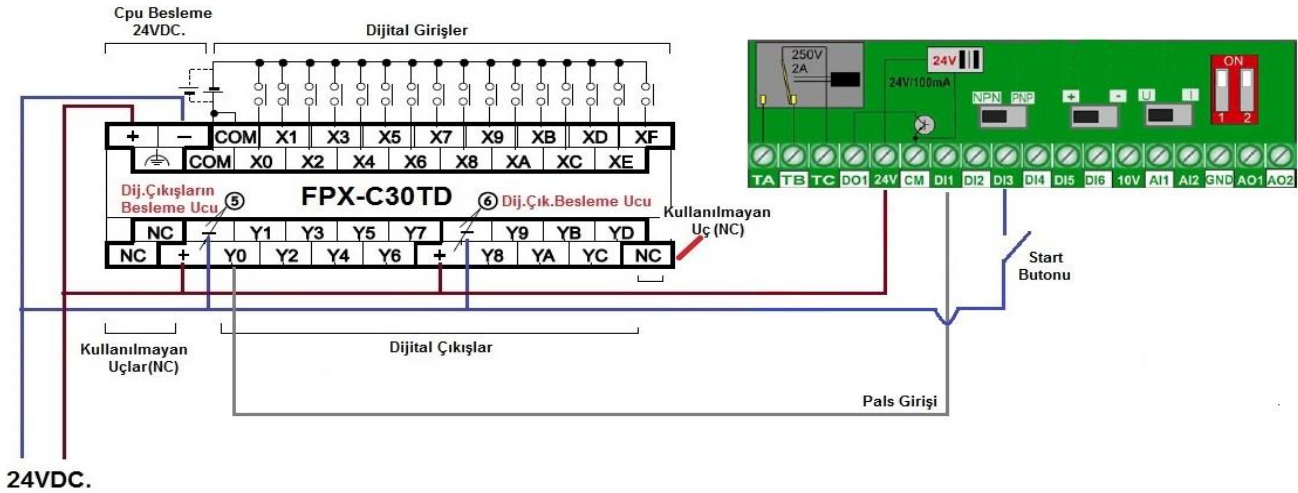 Cpu Besleme
24VDC.
Dijital Girişler
+ − COM X1 X3 X5 X7 X9 XB XD XF
COM X0 X2 X4 X6 X8 XA XC XE
Dij.Çıkışların
Besleme Ucu
5
FPX-C30TD
6
Dij.Çık.Besleme Ucu
Kullanılmayan
Uç (NC)
NC − Y1 Y3 Y5 Y7 − Y9 YB YD
NC + Y0 Y2 Y4 Y6 + Y8 YA YC NC
Kullanılmayan
Uçlar(NC)
Dijital Çıkışlar
24VDC.
250V
2A
24V
24V/100mA
NPN PNP
+ -
U I
ON
1 2
TA TB TC DO1 24V CM DI1 DI2 DI3 DI4 DI5 DI6 10V AI1 AI2 GND AO1 AO2
Start
Butonu
Pals Girişi